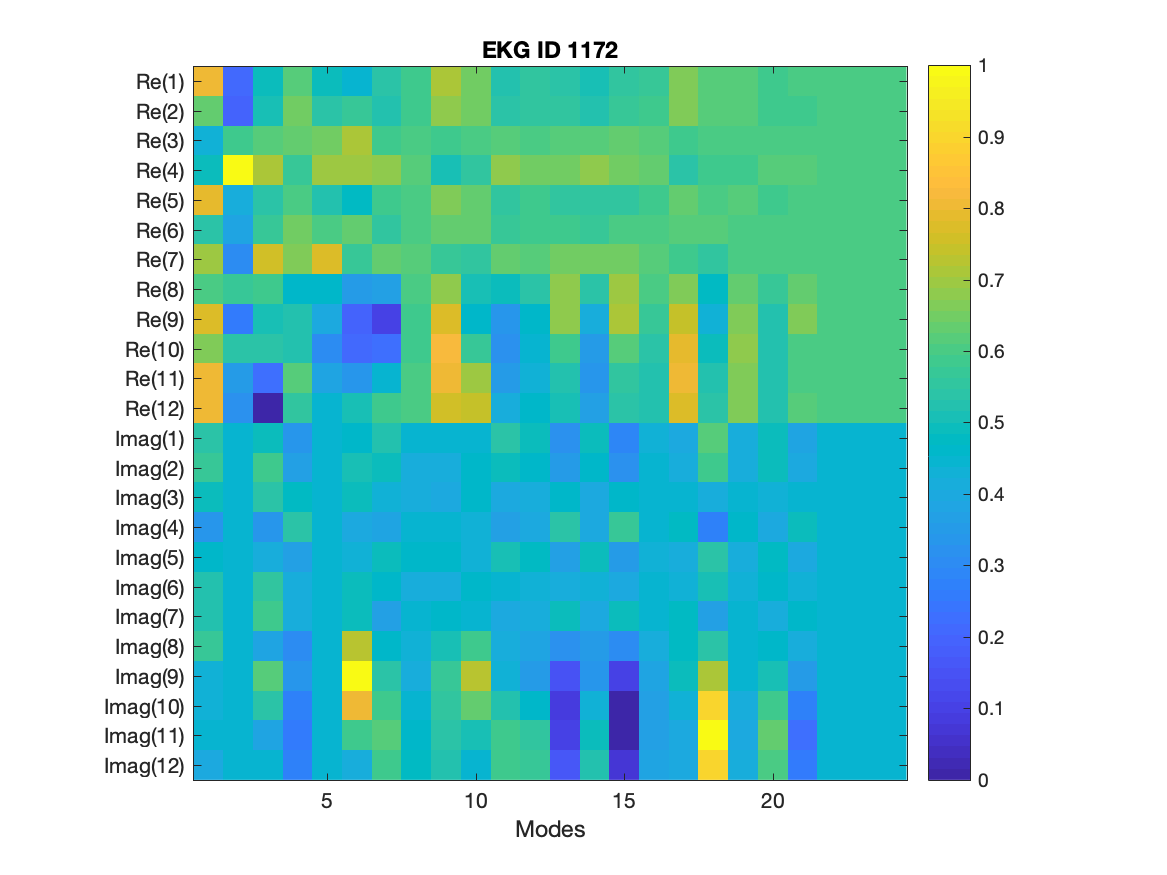 EKG ID 1172
Re(1)
Re(2)
Re(3)
Re(4)
Re(5)
Re(6)
Re(7)
Re(8)
Re(9)
Re(10)
Re(11)
Re(12)
Imag(1)
Imag(2)
Imag(3)
Imag(4)
Imag(5)
Imag(6)
Imag(7)
Imag(8)
Imag(9)
Imag(10)
Imag(11)
Imag(12)
5 10 15 20
Modes
1
0.9
0.8
0.7
0.6
0.5
0.4
0.3
0.2
0.1
0